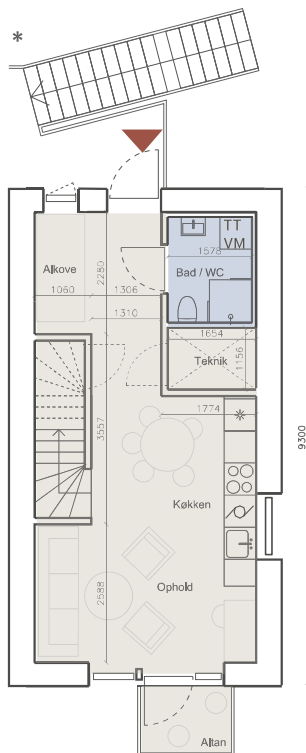 *
TT
VM
1578
Alkove
2280
Bad / WC
1060
1306
1310
1654
Teknik
1156
1774
3557
9300
Køkken
Ophold
2588
Altan